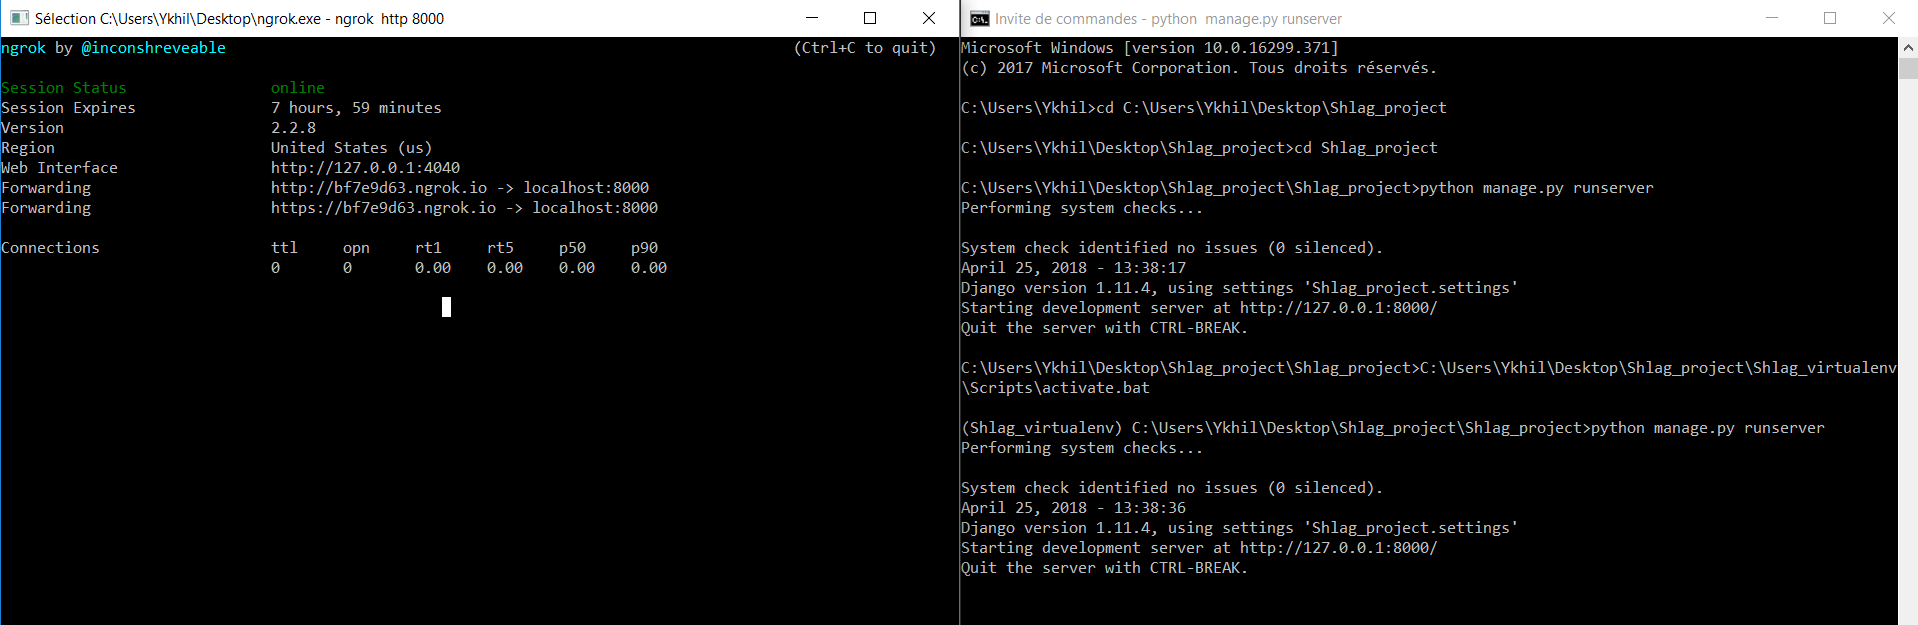 Sélection C:\Users\Ykhil\Desktop\ngrok.exe - ngrok  http 8000
ngrok by @inconshreveable (Ctrl+C to quit)
Session Status online
Session Expires 7 hours, 59 minutes
Version 2.2.8
Region United States (us)
Web Interface http://127.0.0.1:4040
Forwarding http://bf7e9d63.ngrok.io -> localhost:8000
Forwarding https://bf7e9d63.ngrok.io -> localhost:8000
Connections ttl opn rt1 rt5 p50 p90
0 0 0.00 0.00 0.00 0.00
Invite de commandes - python  manage.py runserver
Microsoft Windows [version 10.0.16299.371]
(c) 2017 Microsoft Corporation. Tous droits réservés.
C:\Users\Ykhil>cd C:\Users\Ykhil\Desktop\Shlag_project
C:\Users\Ykhil\Desktop\Shlag_project>cd Shlag_project
C:\Users\Ykhil\Desktop\Shlag_project\Shlag_project>python manage.py runserver
Performing system checks...
System check identified no issues (0 silenced).
April 25, 2018 - 13:38:17
Django version 1.11.4, using settings 'Shlag_project.settings'
Starting development server at http://127.0.0.1:8000/
Quit the server with CTRL-BREAK.
C:\Users\Ykhil\Desktop\Shlag_project\Shlag_project>C:\Users\Ykhil\Desktop\Shlag_project\Shlag_virtualenv
\Scripts\activate.bat
(Shlag_virtualenv) C:\Users\Ykhil\Desktop\Shlag_project\Shlag_project>python manage.py runserver
Performing system checks...
System check identified no issues (0 silenced).
April 25, 2018 - 13:38:36
Django version 1.11.4, using settings 'Shlag_project.settings'
Starting development server at http://127.0.0.1:8000/
Quit the server with CTRL-BREAK.